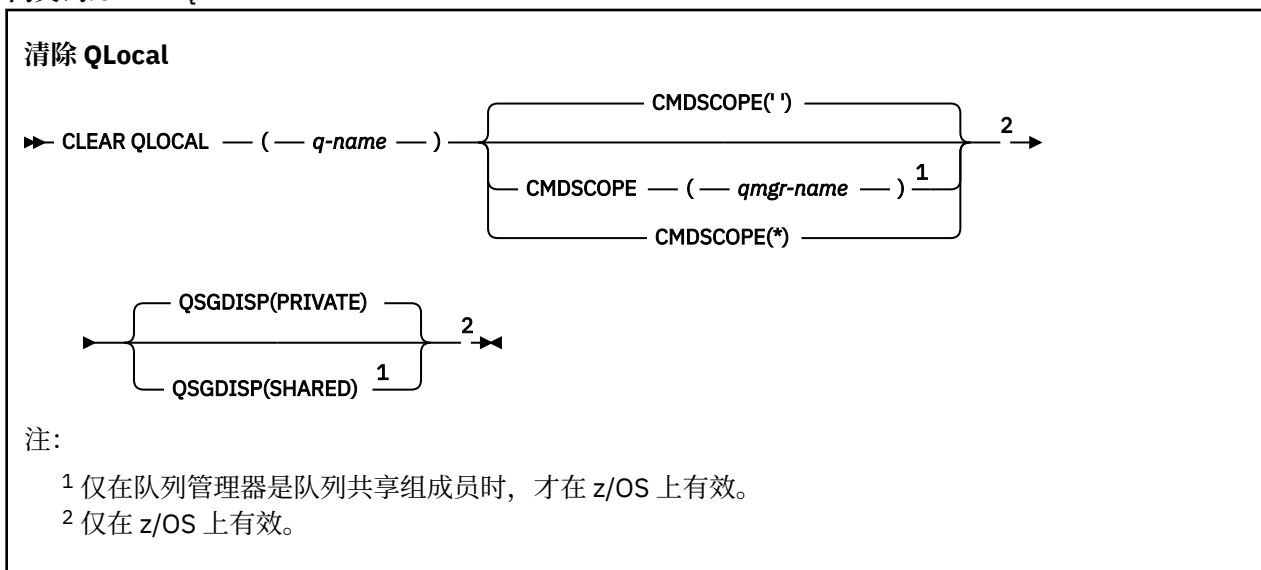 清除 QLocal
CMDSCOPE(' ')
CLEAR QLOCAL ( q-name ) 2
CMDSCOPE ( qmgr-name ) 1
CMDSCOPE(*)
QSGDISP(PRIVATE)
2
QSGDISP(SHARED) 1
注：
1 仅在队列管理器是队列共享组成员时，才在 z/OS 上有效。
2 仅在 z/OS 上有效。